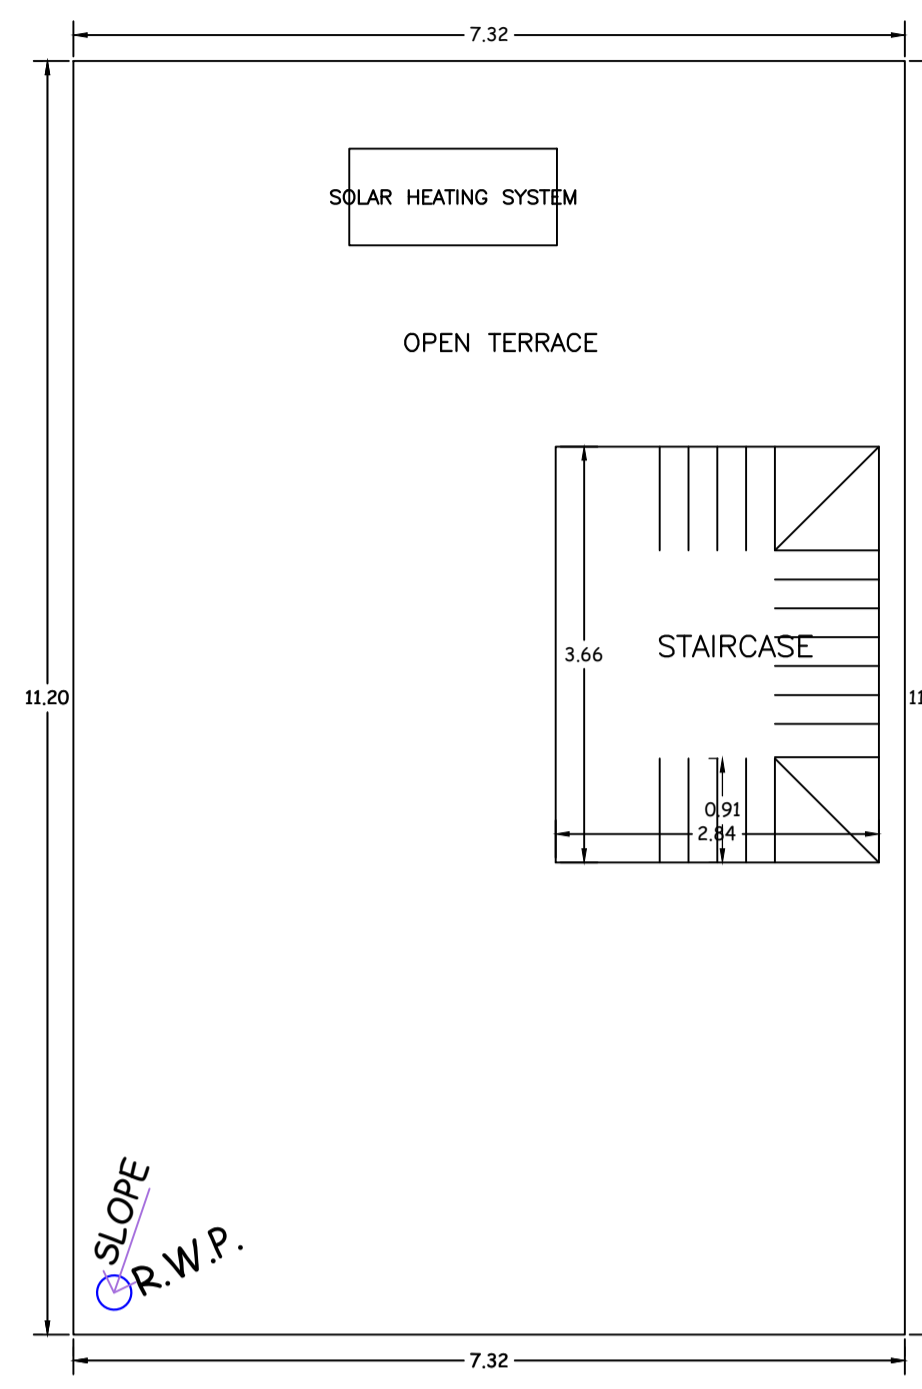 7.32
SOLAR HEATING SYSTEM
OPEN TERRACE
3.66
STAIRCASE
11.20
11
0.91
2.84
SLOPE
R.W.P.
7.32